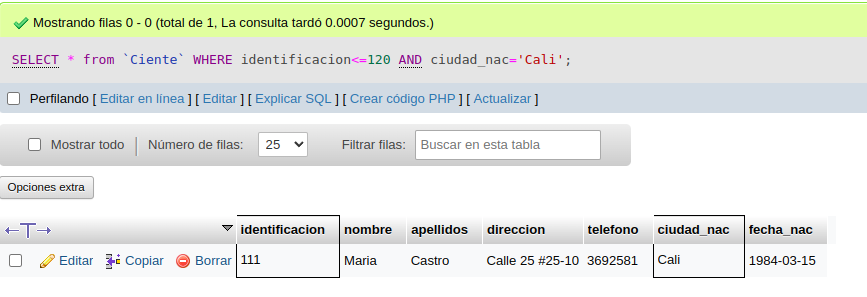 Mostrando filas 0 - 0 (total de 1, La consulta tardó 0.0007 segundos.)
SELECT * from `Ciente` WHERE identificacion<=120 AND ciudad_nac='Cali';
Perfilando [ Editar en línea ] [ Editar ] [ Explicar SQL ] [ Crear código PHP ] [ Actualizar ]
Mostrar todo | Número de filas: 25 Filtrar filas: Buscar en esta tabla
Opciones extra
←T→ identificacion nombre apellidos direccion telefono ciudad_nac fecha_nac
Editar Copiar Borrar 111 Maria Castro Calle 25 #25-10 3692581 Cali 1984-03-15